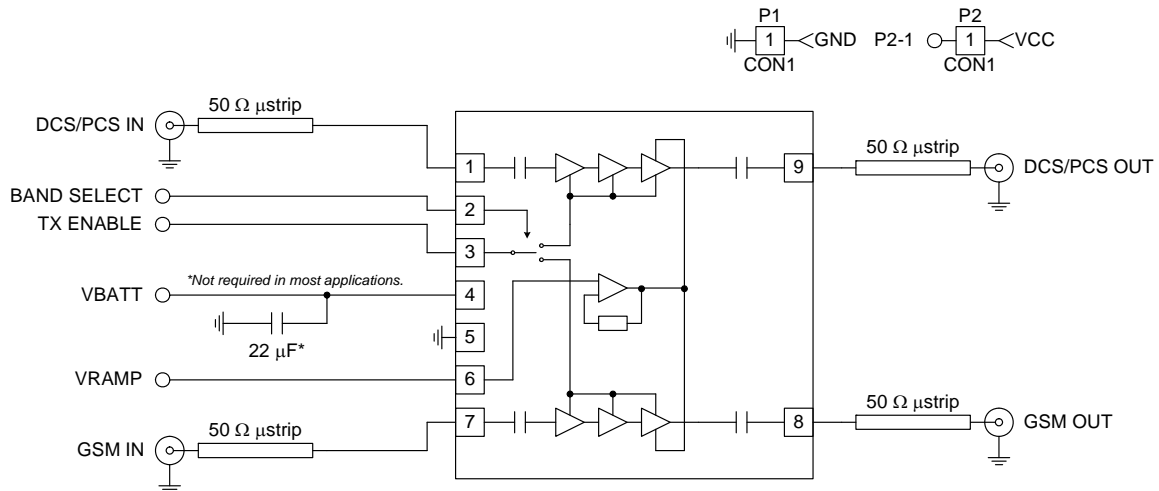 P1
1
GND
CON1
P2-1
P2
1
VCC
CON1
DCS/PCS IN
50 Ω μstrip
1
9
50 Ω μstrip
DCS/PCS OUT
BAND SELECT
2
TX ENABLE
3
*Not required in most applications.
VBATT
4
22 μF*
5
VRAMP
6
GSM IN
50 Ω μstrip
7
8
50 Ω μstrip
GSM OUT